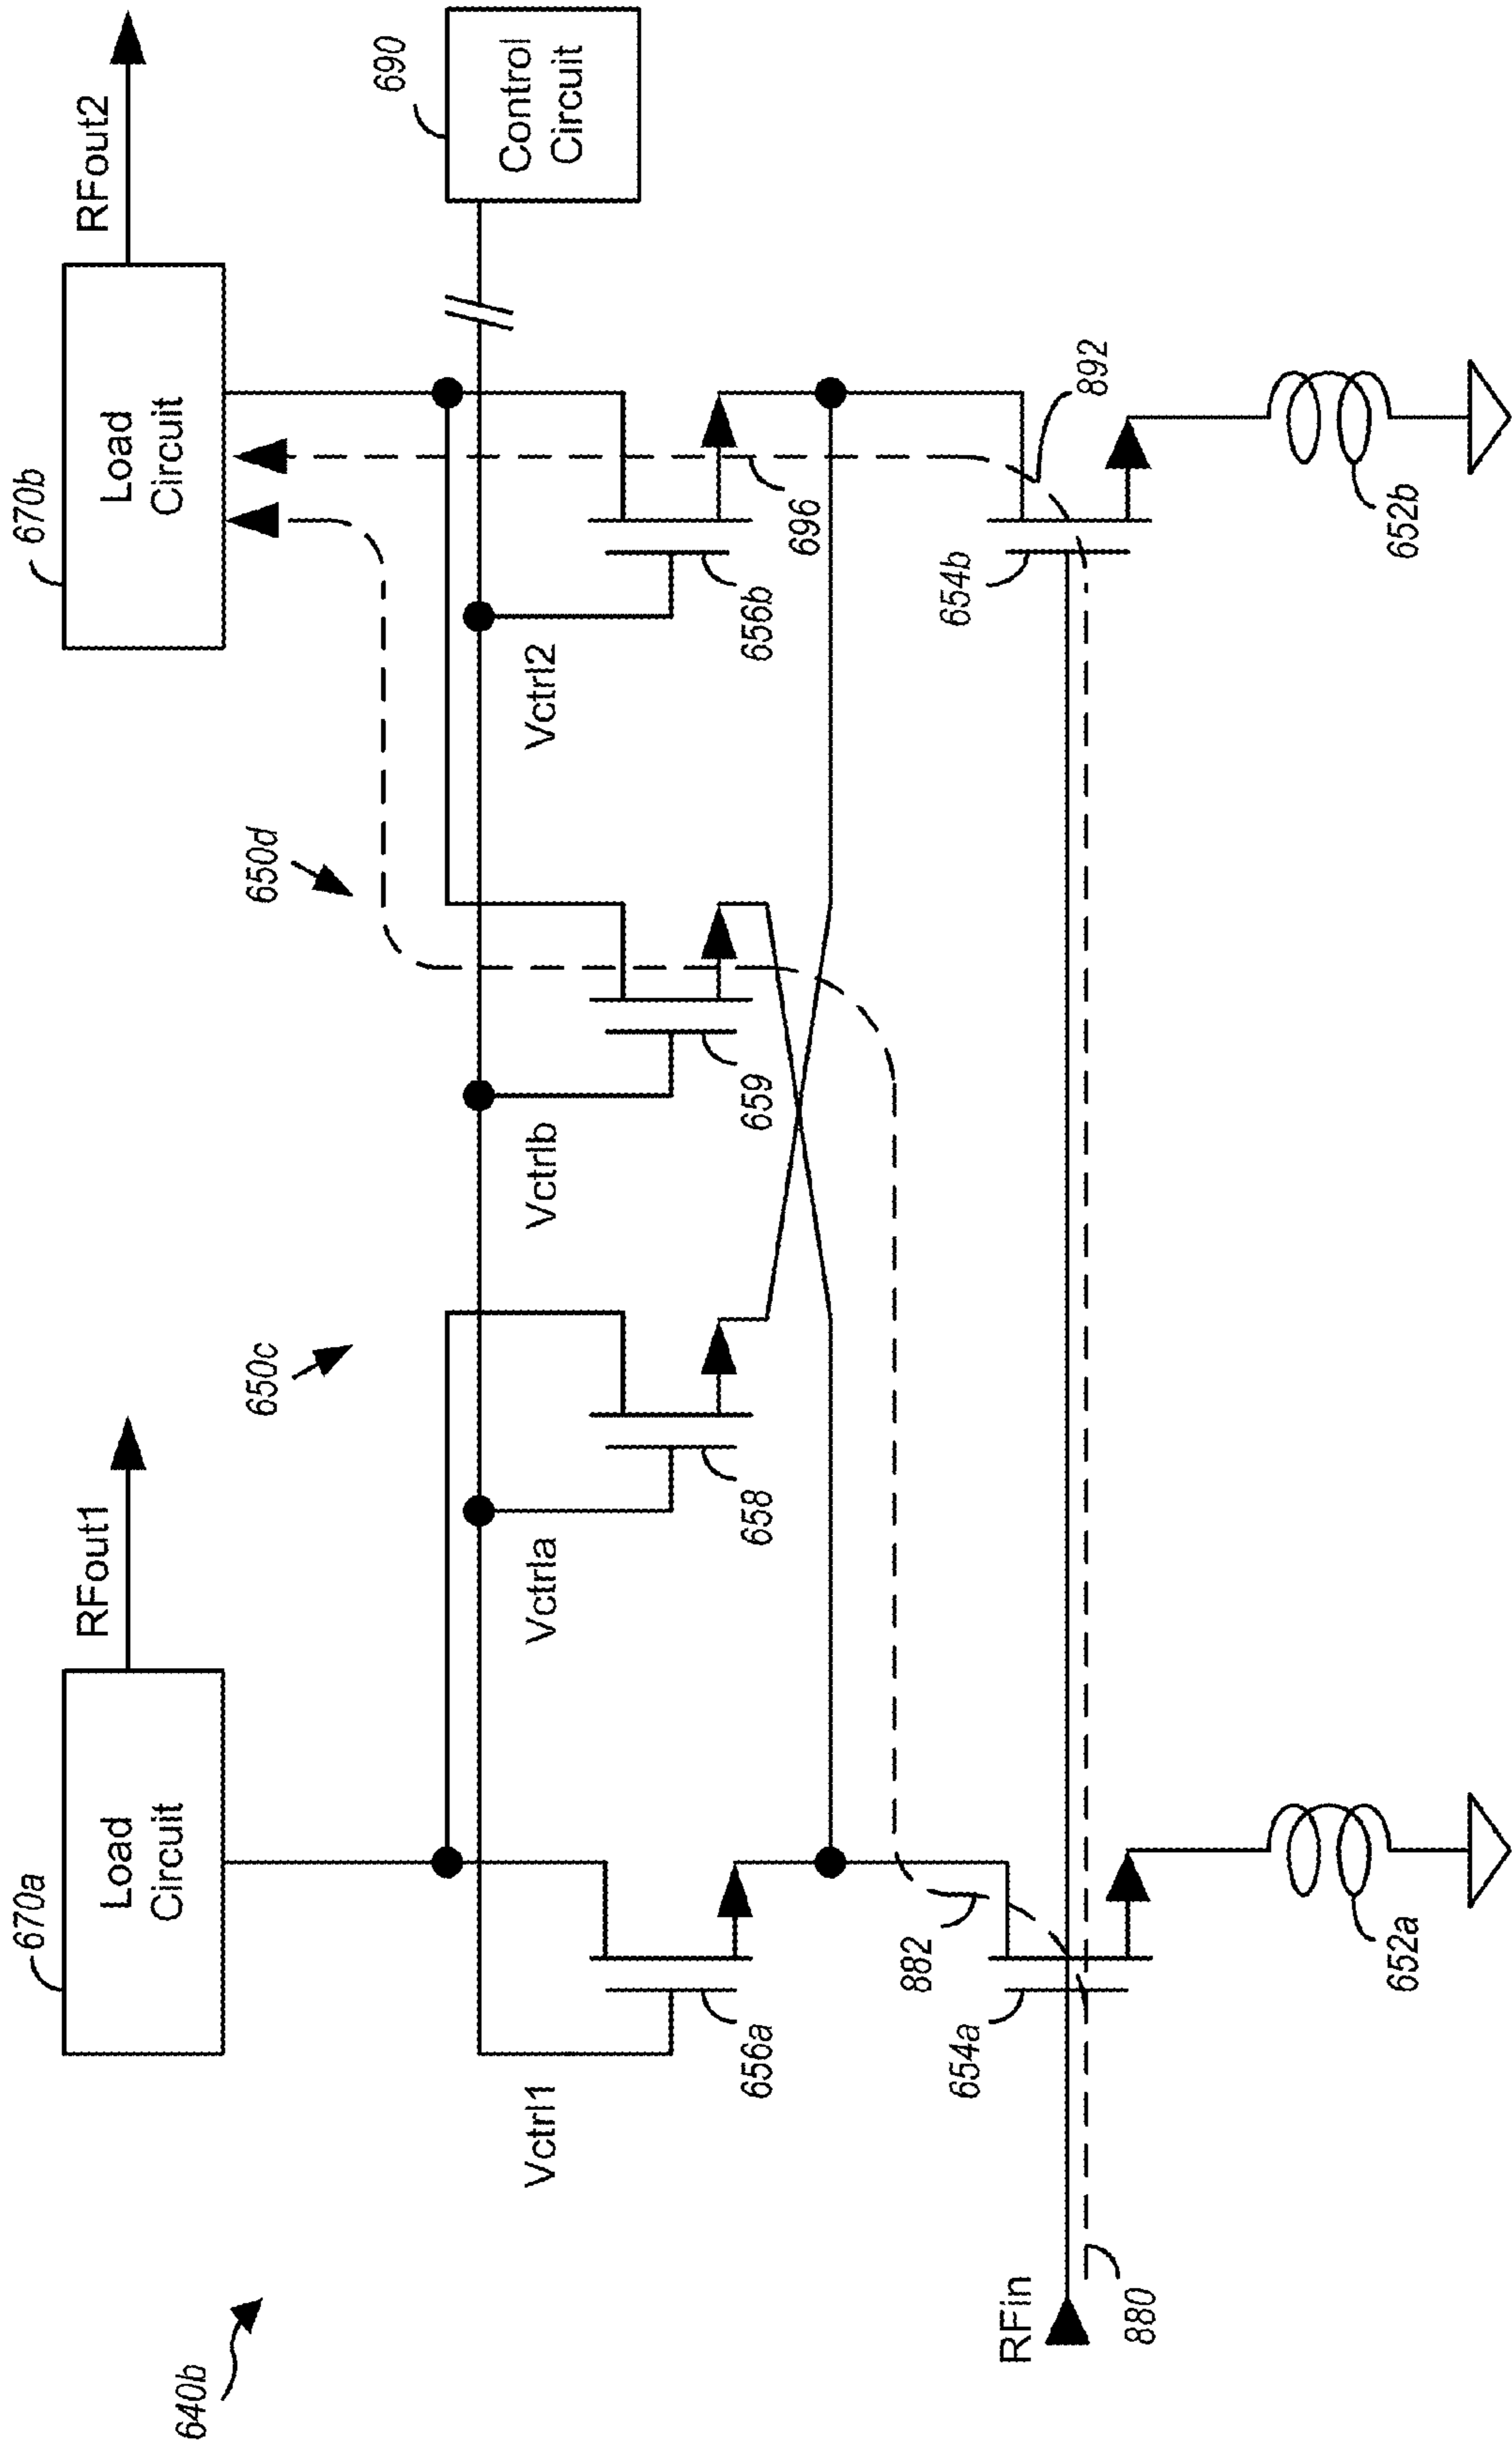 640b
670a
Load
Circuit
RFout1
670b
Load
Circuit
RFout2
650c
650d
690
Control
Circuit
Vctrl1
Vctrla
Vctrlb
Vctrl2
656a
658
659
656b
696
882
892
654a
654b
RFin
880
652a
652b